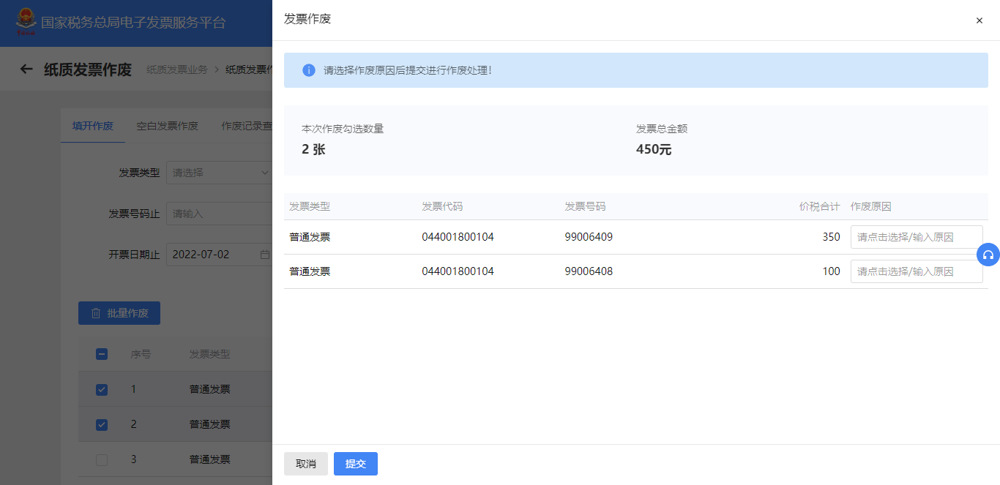 国家税务总局电子发票服务平台
纸质发票作废 纸质发票业务 > 纸质发票作
填开作废 空白发票作废 作废记录查
发票类型 请选择
发票号码止 请输入
开票日期止 2022-07-02
批量作废
序号 发票类型
1 普通发票
2 普通发票
3 普通发票
发票作废
请选择作废原因后提交进行作废处理！
本次作废勾选数量 发票总金额
2 张 450元
发票类型 发票代码 发票号码 价税合计 作废原因
普通发票 044001800104 99006409 350 请点击选择/输入原因
普通发票 044001800104 99006408 100 请点击选择/输入原因
取消 提交